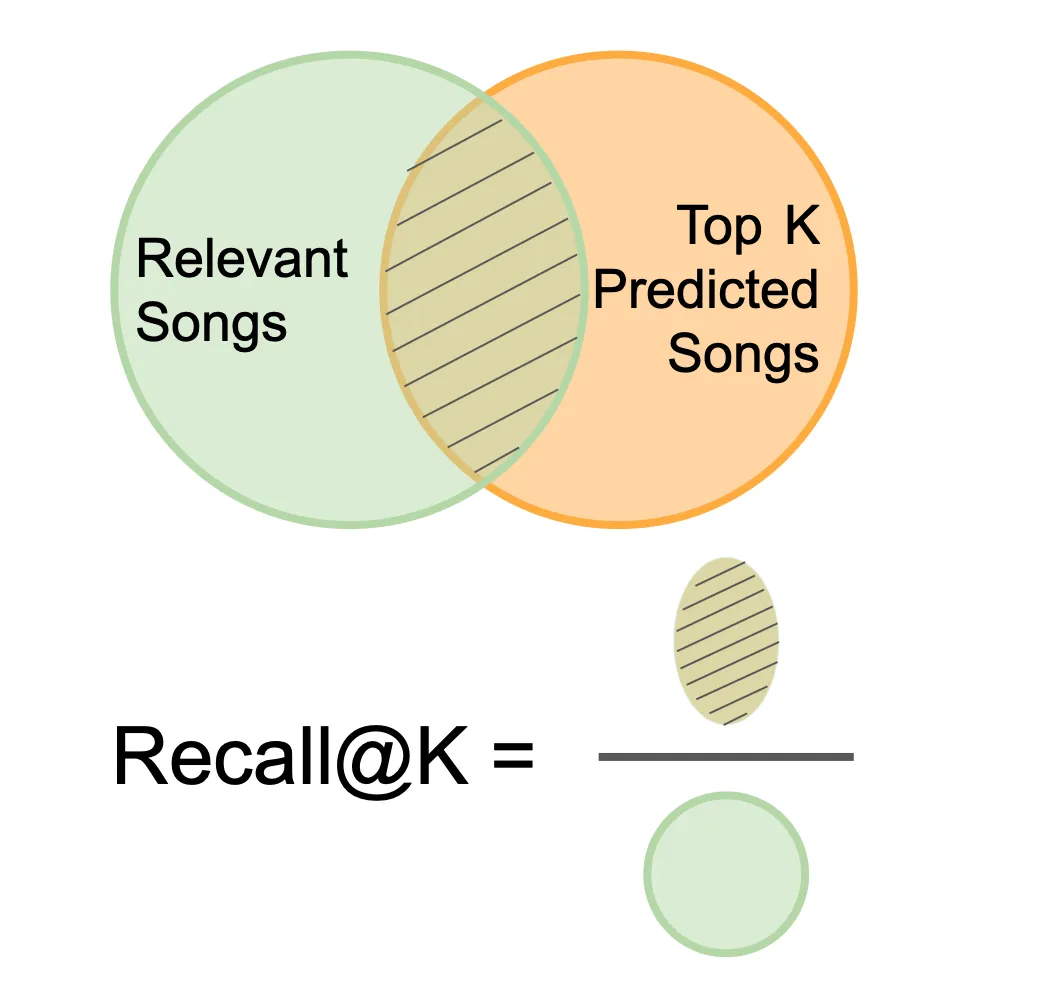 Relevant
Songs
Top K
Predicted
Songs
Recall@K =